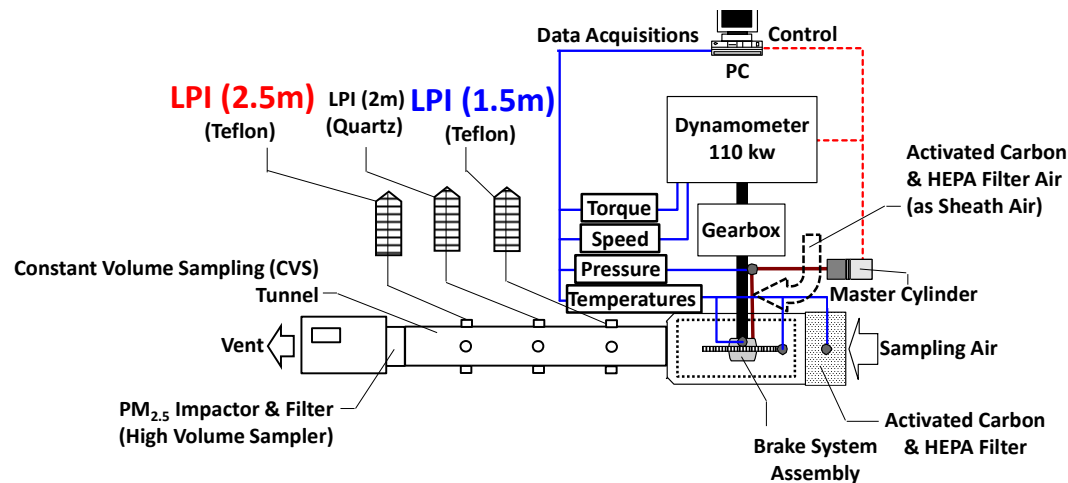 Data Acquisitions
Control
PC
LPI (2.5m)
(Teflon)
LPI (2m)
(Quartz)
LPI (1.5m)
(Teflon)
Dynamometer
110 kw
Activated Carbon
& HEPA Filter Air
(as Sheath Air)
Torque
Gearbox
Speed
Pressure
Temperatures
Master Cylinder
Constant Volume Sampling (CVS)
Tunnel
Vent
Sampling Air
PM2.5 Impactor & Filter
(High Volume Sampler)
Brake System
Assembly
Activated Carbon
& HEPA Filter